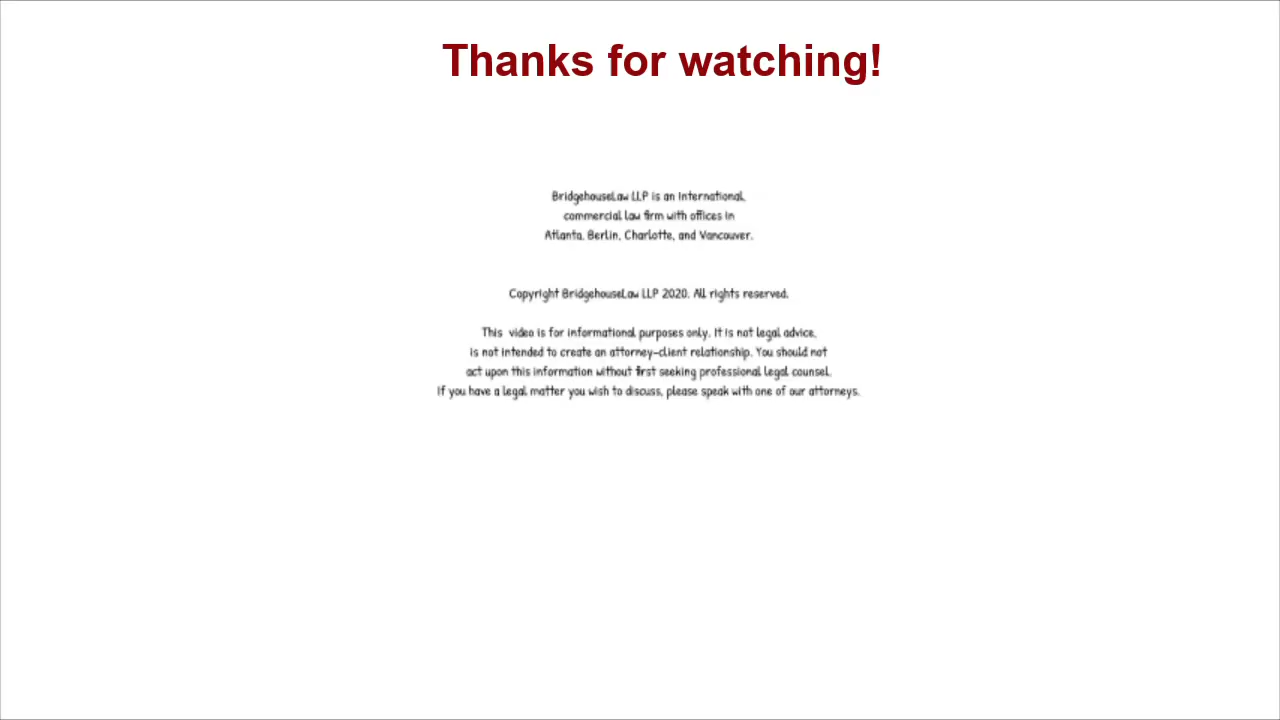 Thanks for watching!
BridgehouseLaw LLP is an International,
commercial law firm with offices in
Atlanta, Berlin, Charlotte, and Vancouver.
Copyright BridgehouseLaw LLP 2020. All rights reserved.
This video is for informational purposes only. It is not legal advice,
is not intended to create an attorney-client relationship. You should not
act upon this information without first seeking professional legal counsel.
If you have a legal matter you wish to discuss, please speak with one of our attorneys.